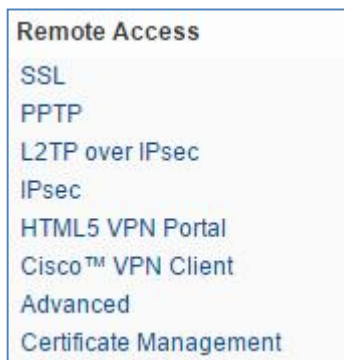 Remote Access
SSL
PPTP
L2TP over IPsec
IPsec
HTML5 VPN Portal
Cisco™ VPN Client
Advanced
Certificate Management